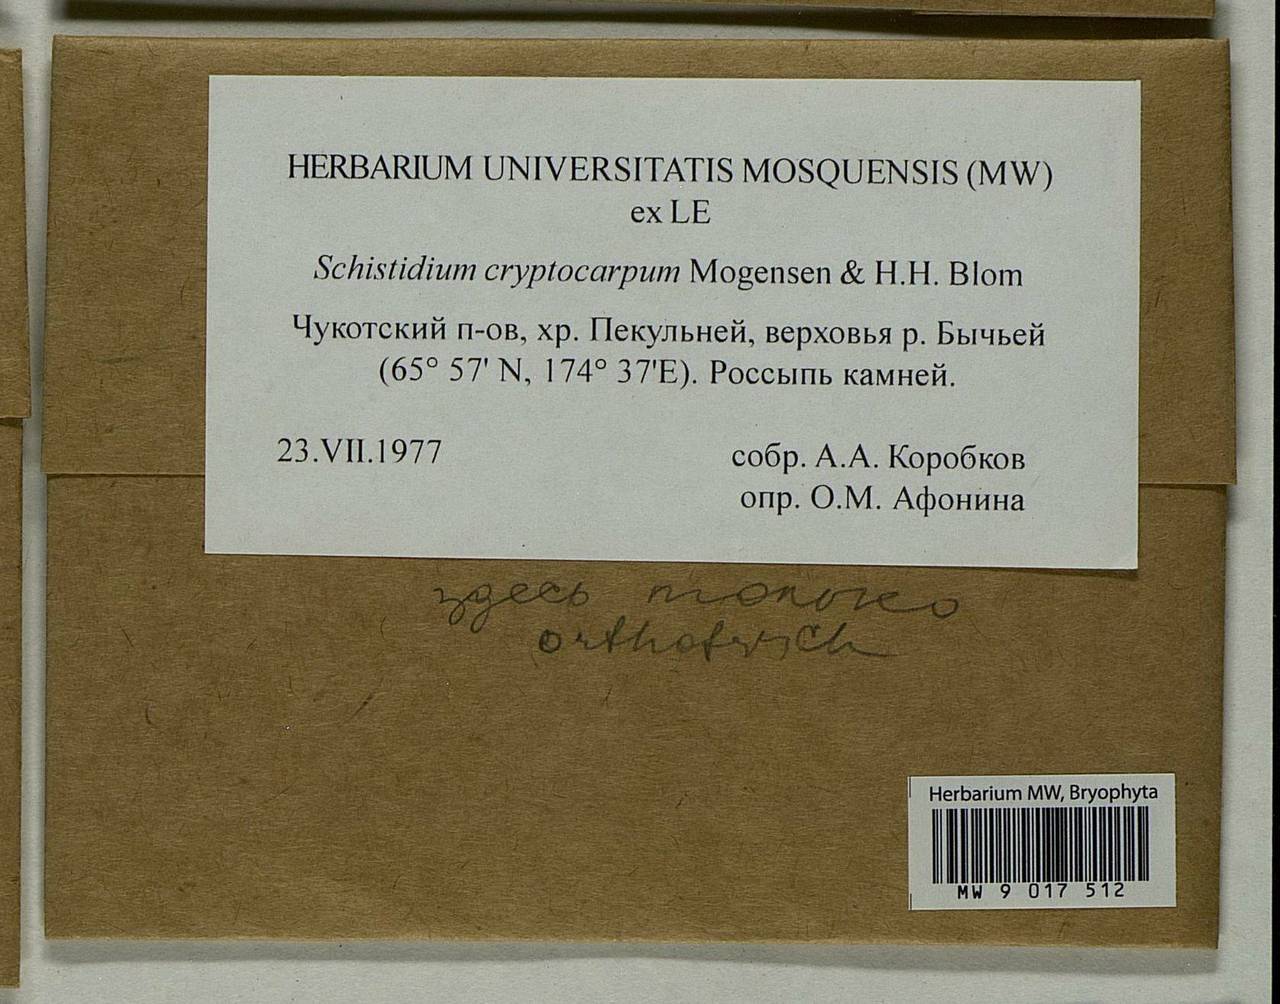 HERBARIUM UNIVERSITATIS MOSQUENSIS (MW)
ex LE
Schistidium cryptocarpum Mogensen & H.H. Blom
Чукотский п-ов, хр. Пекульней, верховья р. Бычьей
(65° 57' N, 174° 37'E). Россыпь камней.
23.VII.1977
собр. А.А. Коробков
опр. О.М. Афонина
здесь
orthotrich
Herbarium MW, Bryophyta
MW 9 017 512